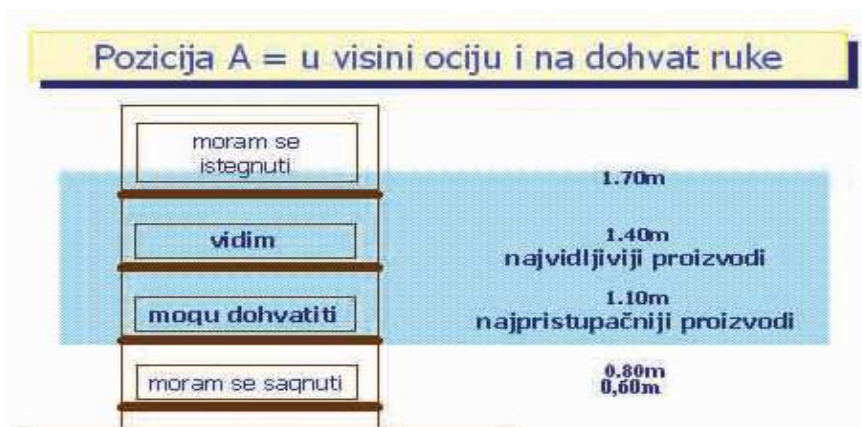 Pozicija A = u visini ociju i na dohvat ruke
moram se
istegnuti
1.70m
vidim
1.40m
najvidljiviji proizvodi
mogu dohvatiti
1.10m
najpristupačniji proizvodi
moram se sagnuti
0.80m
0,60m